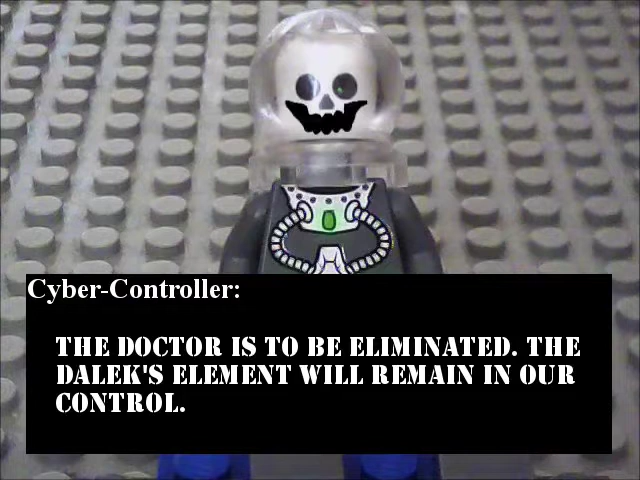 Cyber-Controller:
THE DOCTOR IS TO BE ELIMINATED. THE
DALEK'S ELEMENT WILL REMAIN IN OUR
CONTROL.